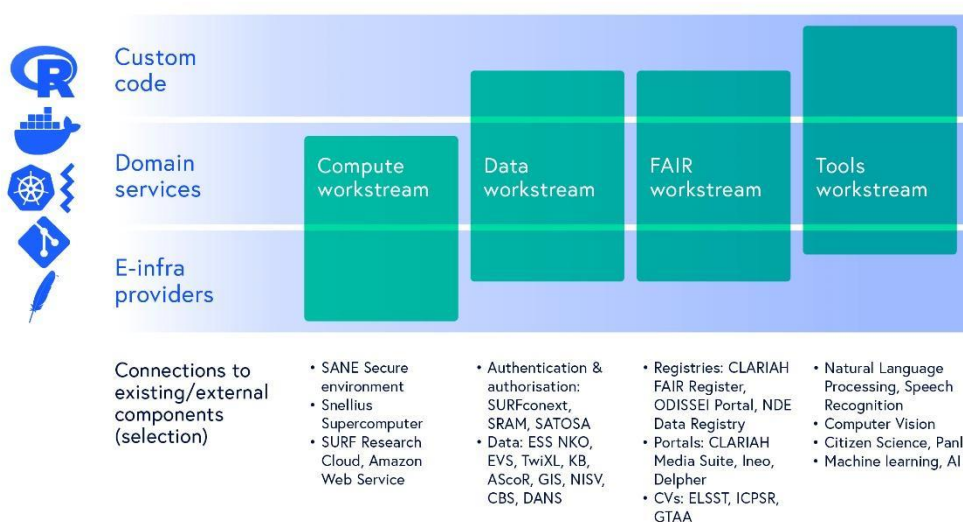 Custom
code
Domain
services
E-infra
providers
Compute
workstream
Data
workstream
FAIR
workstream
Tools
workstream
Connections to
existing/external
components
(selection)
• SANE Secure
environment
• Snellius
Supercomputer
• SURF Research
Cloud, Amazon
Web Service
• Authentication &
authorisation:
SURFconext,
SRAM, SATOSA
• Data: ESS NKO,
EVS, TwiXL, KB,
AScoR, GIS, NISV,
CBS, DANS
• Registries: CLARIAH
FAIR Register,
ODISSEI Portal, NDE
Data Registry
• Portals: CLARIAH
Media Suite, Ineo,
Delpher
• CVs: ELSST, ICPSR,
GTAA
• Natural Language
Processing, Speech
Recognition
• Computer Vision
• Citizen Science,
• Machine learning, AI
R